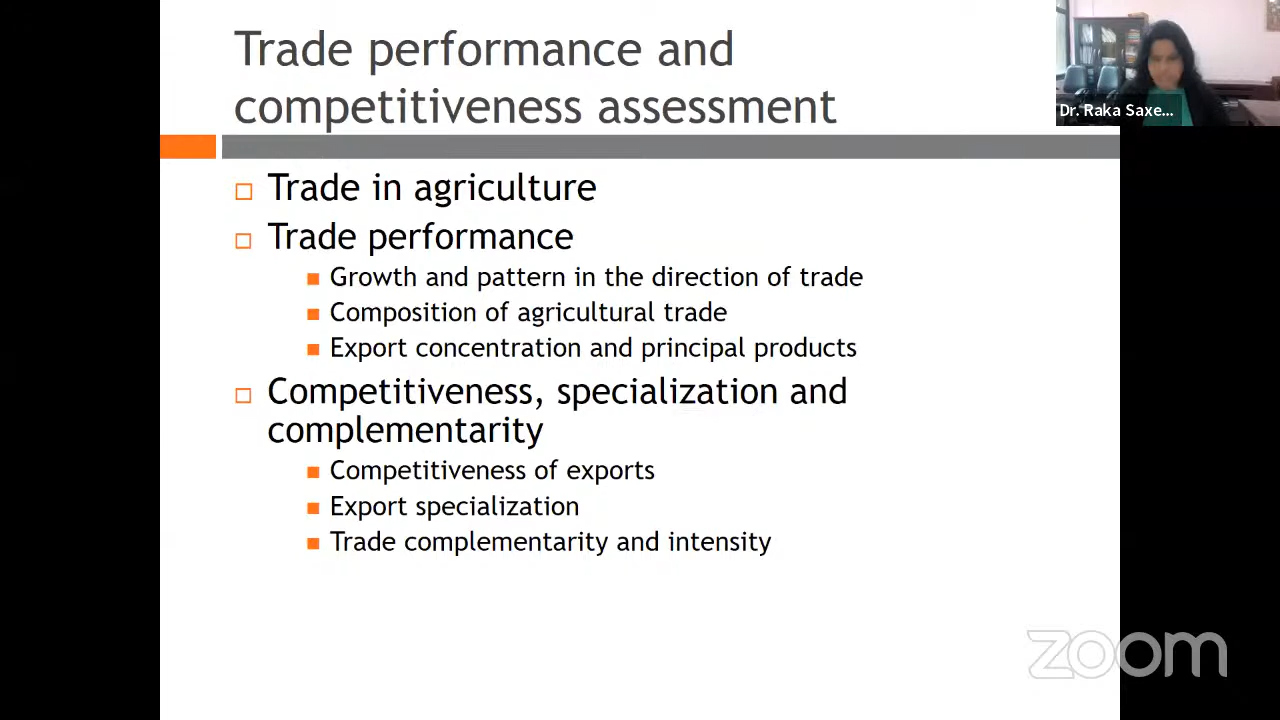 Trade performance and
competitiveness assessment
Dr. Raka Saxe...
Trade in agriculture
Trade performance
Growth and pattern in the direction of trade
Composition of agricultural trade
Export concentration and principal products
Competitiveness, specialization and
complementarity
Competitiveness of exports
Export specialization
Trade complementarity and intensity
zoom